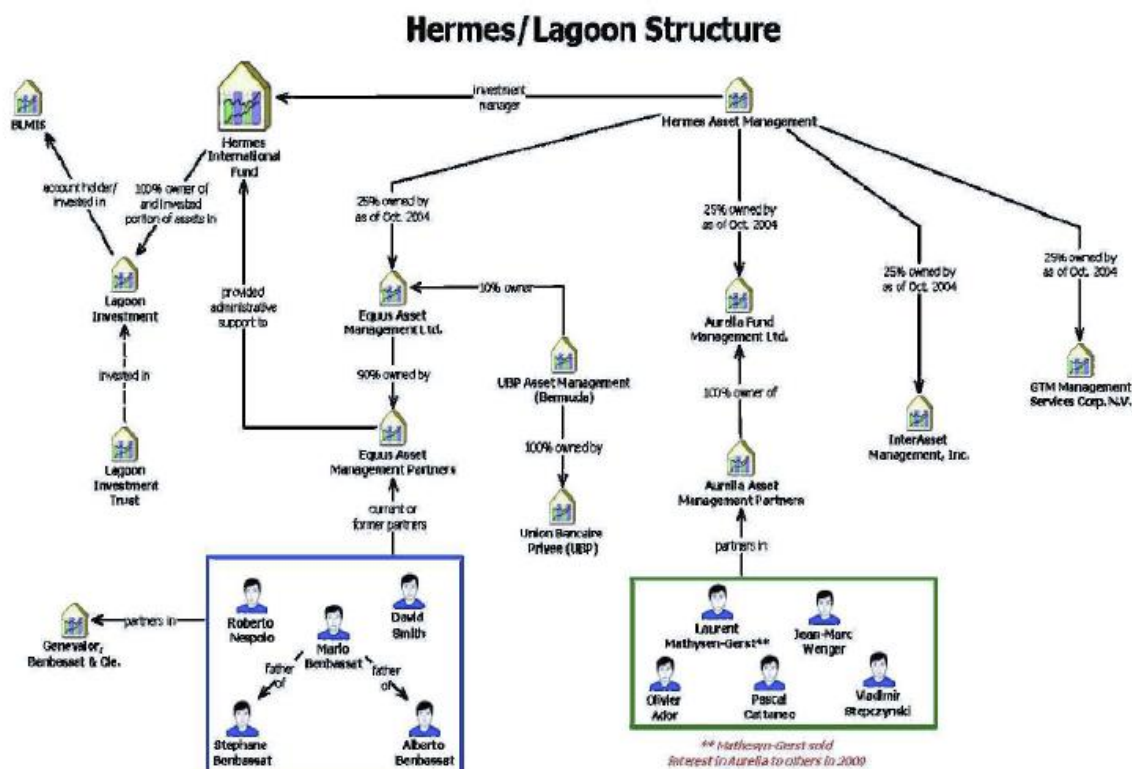 Hermes/Lagoon Structure
BLMIS
Hermes
International
Fund
investment
manager
Hermes Asset Management
account holder/
invested in
100% owner of
and invested
portion of assets in
25% owned by
as of Oct. 2004
25% owned by
as of Oct. 2004
25% owned by
as of Oct. 2004
25% owned by
as of Oct. 2004
Lagoon
Investment
provided
administrative
support to
Equus Asset
Management Ltd.
10% owner
Aurelia Fund
Management Ltd.
GTM Management
Services Corp. N.V.
invested in
90% owned by
UBP Asset Management
(Bermuda)
100% owner of
InterAsset
Management, Inc.
Lagoon
Investment
Trust
Equus Asset
Management Partners
100% owned by
Aurelia Asset
Management Partners
current or
former partners
Union Bancaire
Privee (UBP)
partners in
Genevalor,
Benbassat & Cie.
partners in
Roberto
Nespolo
David
Smith
Mario
Benbassat
father
of
father
of
Stephane
Benbassat
Alberto
Benbassat
Laurent
Mathysen-Gerst**
Jean-Marc
Wenger
Olivier
Ador
Pascal
Cattaneo
Vladimir
Stepczynski
** Mathesyn-Gerst sold
interest in Aurelia to others in 2009